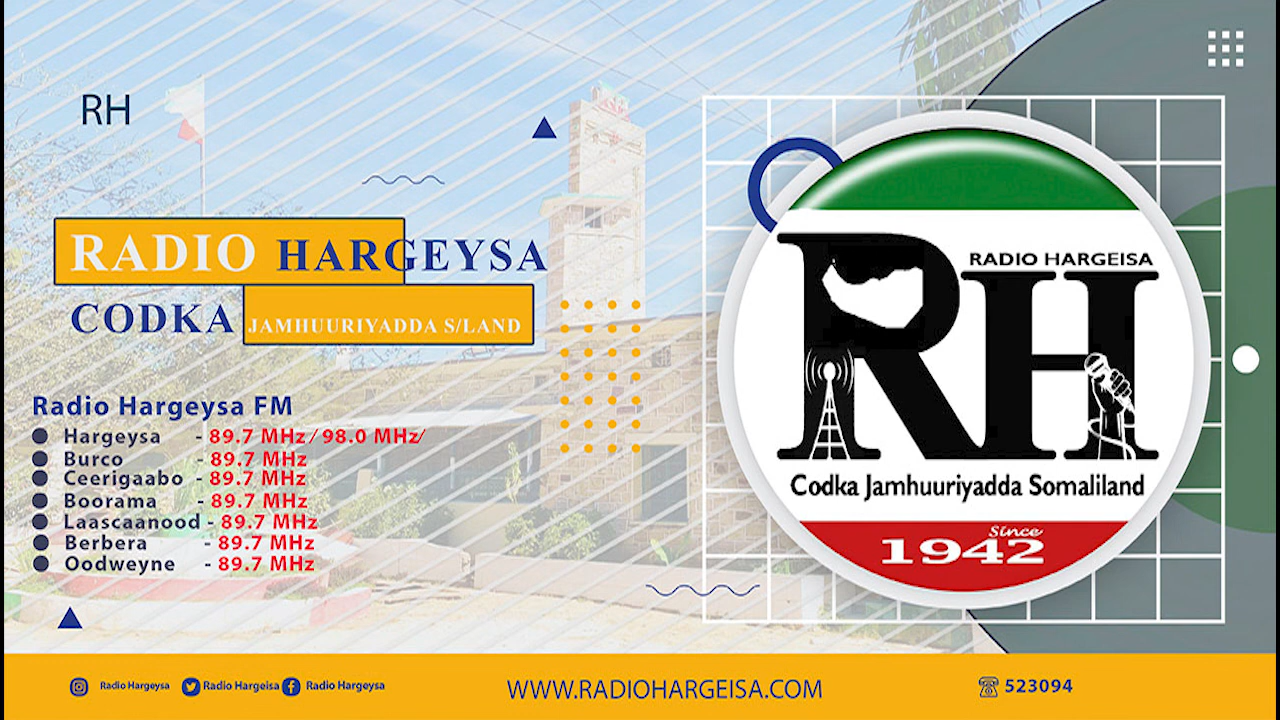 RH
RADIO HARGEYSA
CODKA JAMHUURIYADDA S/LAND
Radio Hargeysa FM
Hargeysa - 89.7 MHz/98.0 MHz/
Burco - 89.7 MHz
Ceerigaabo - 89.7 MHz
Boorama - 89.7 MHz
Laascaanood - 89.7 MHz
Berbera - 89.7 MHz
Oodweyne - 89.7 MHz
RH
RADIO HARGEISA
Codka Jamhuuriyadda Somaliland
Since
1942
Radio Hargeysa Radio Hargeisa Radio Hargeysa
WWW.RADIOHARGEISA.COM
523094